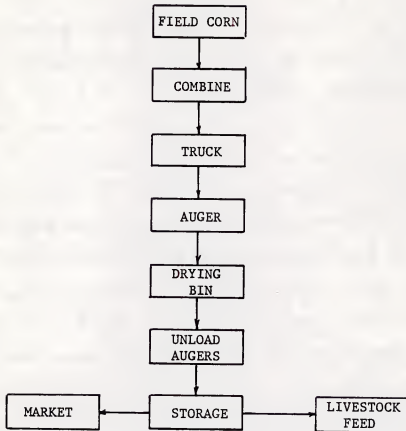 FIELD CORN
COMBINE
TRUCK
AUGER
DRYING
BIN
UNLOAD
AUGERS
MARKET
STORAGE
LIVESTOCK
FEED